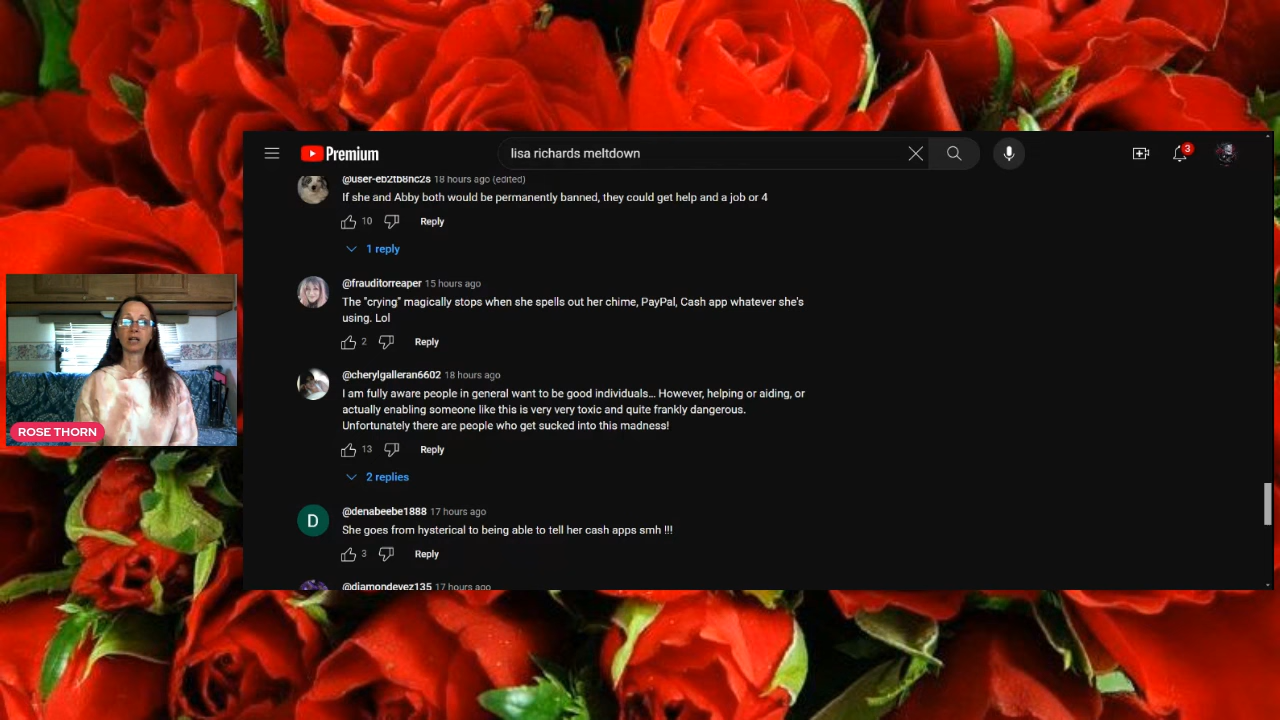 Premium
lisa richards meltdown
3
@user-eb2tb8nc2s 18 hours ago (edited)
If she and Abby both would be permanently banned, they could get help and a job or 4
10
Reply
1 reply
@frauditorreaper 15 hours ago
The "crying" magically stops when she spells out her chime, PayPal, Cash app whatever she's
using. Lol
2
Reply
@cherylgalleran6602 18 hours ago
I am fully aware people in general want to be good individuals... However, helping or aiding, or
actually enabling someone like this is very very toxic and quite frankly dangerous.
Unfortunately there are people who get sucked into this madness!
13
Reply
2 replies
D
@denabeebe1888 17 hours ago
She goes from hysterical to being able to tell her cash apps smh !!!
3
Reply
@diamondeyez135 17 hours ago
ROSE THORN